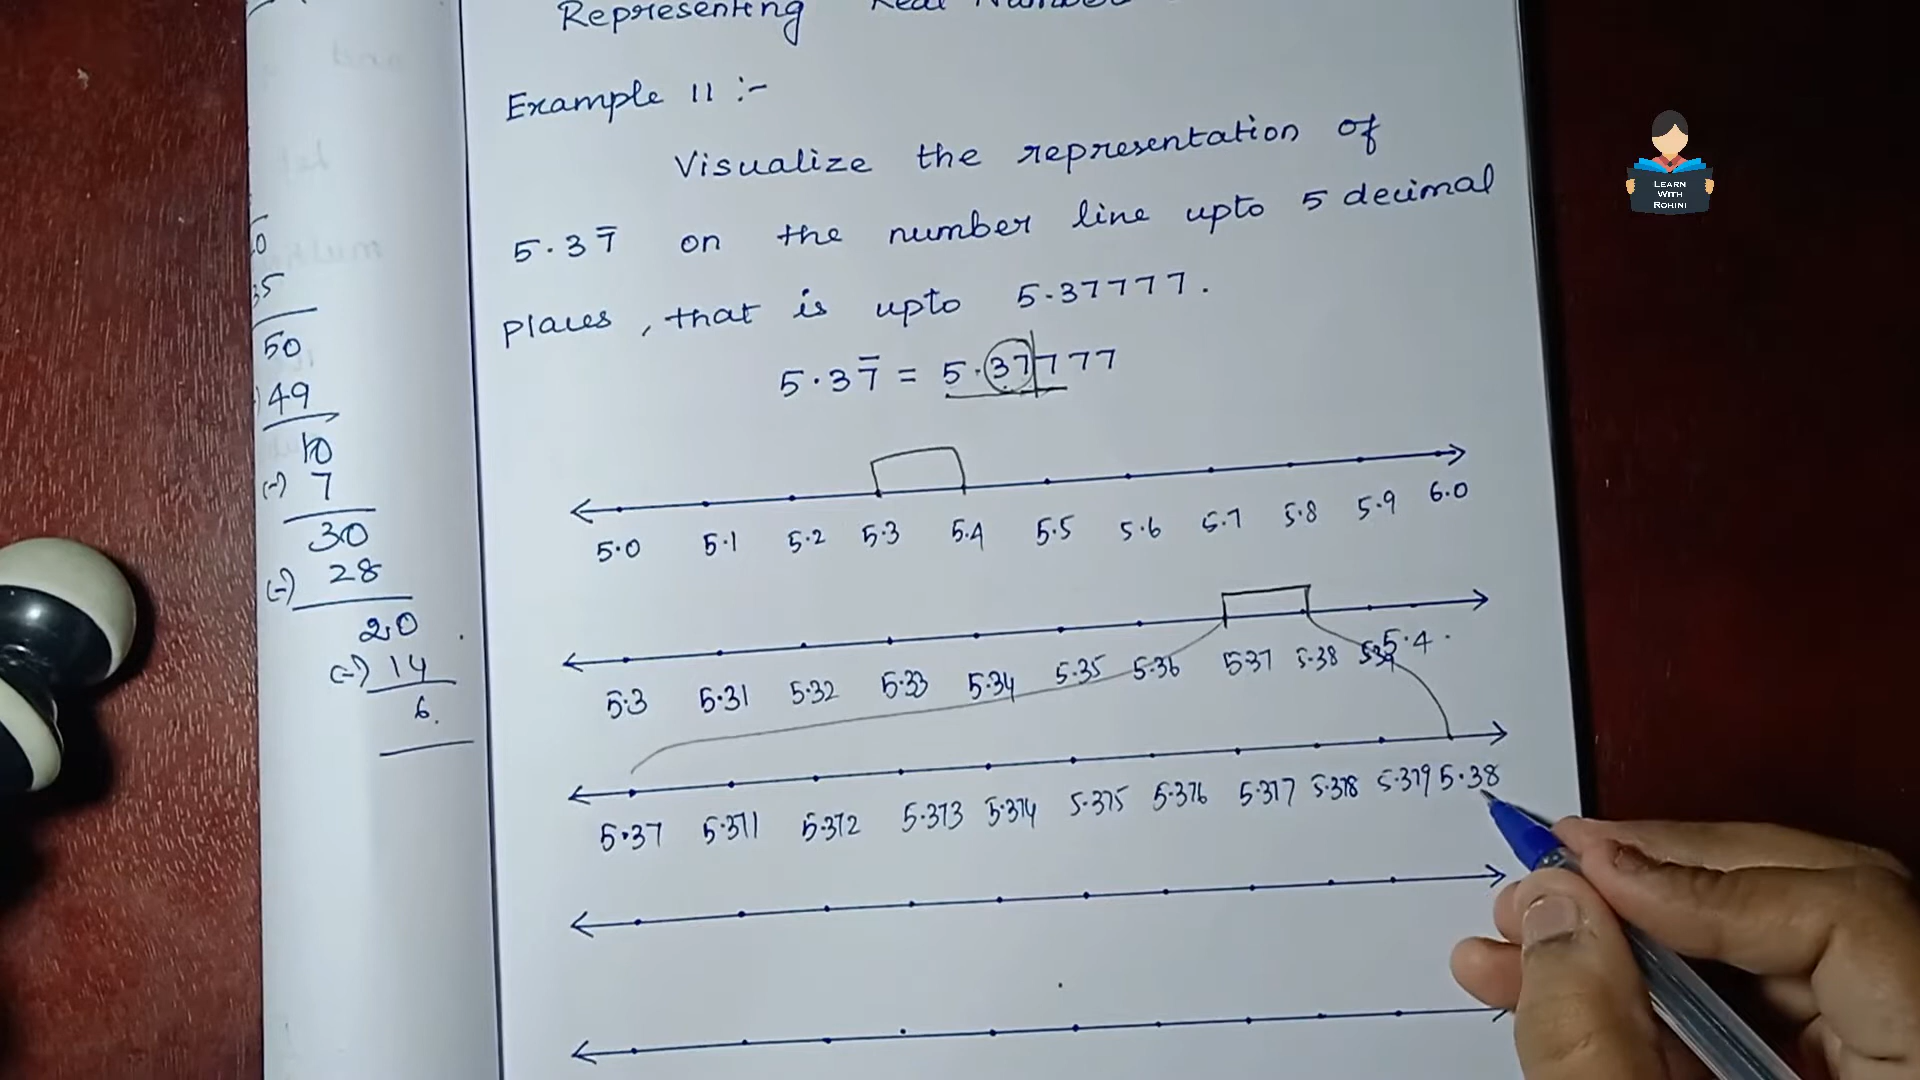 Representing Real Number
Example 11 :-
Visualize the representation of
5.37̅ on the number line upto 5 decimal
places, that is upto 5.37777.
5.37̅ = 5.37777
5.0 5.1 5.2 5.3 5.4 5.5 5.6 5.7 5.8 5.9 6.0
5.3 5.31 5.32 5.33 5.34 5.35 5.36 5.37 5.38 5.39 5.4
5.37 5.371 5.372 5.373 5.374 5.375 5.376 5.377 5.378 5.379 5.38
50
49
10
(-) 7
30
(-) 28
20
(-) 14
6
LEARN
WITH
ROHINI